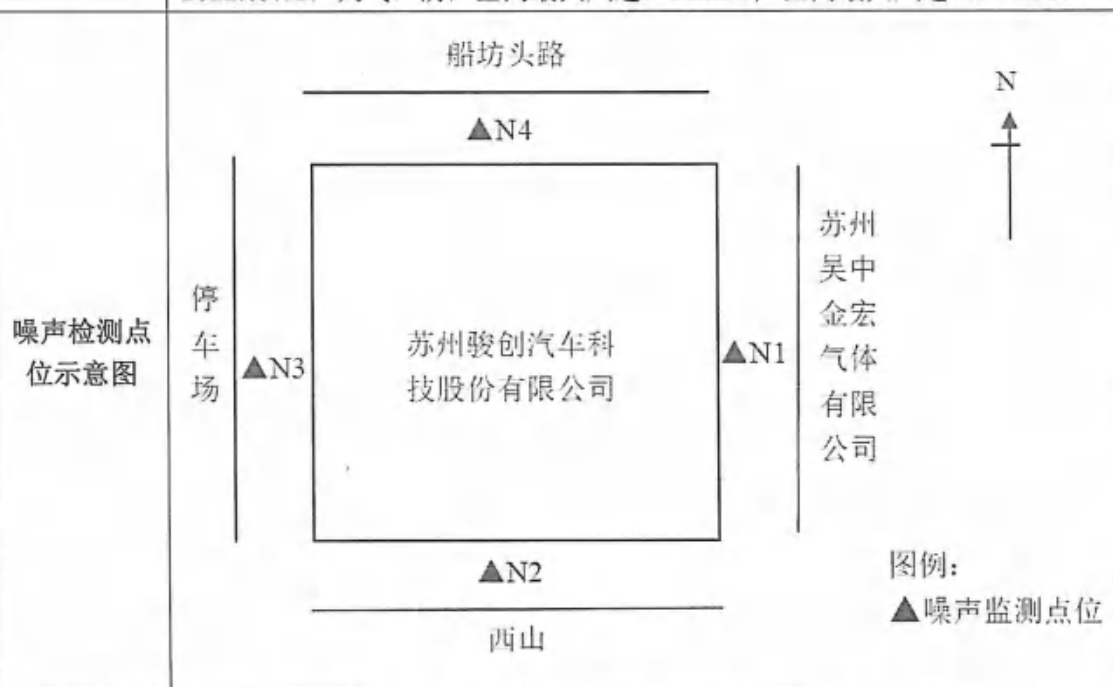 船坊头路
N
▲N4
噪声检测点
位示意图
停
车
场
▲N3
苏州骏创汽车科
技股份有限公司
▲N1
苏州
吴中
金宏
气体
有限
公司
▲N2
西山
图例:
▲噪声监测点位